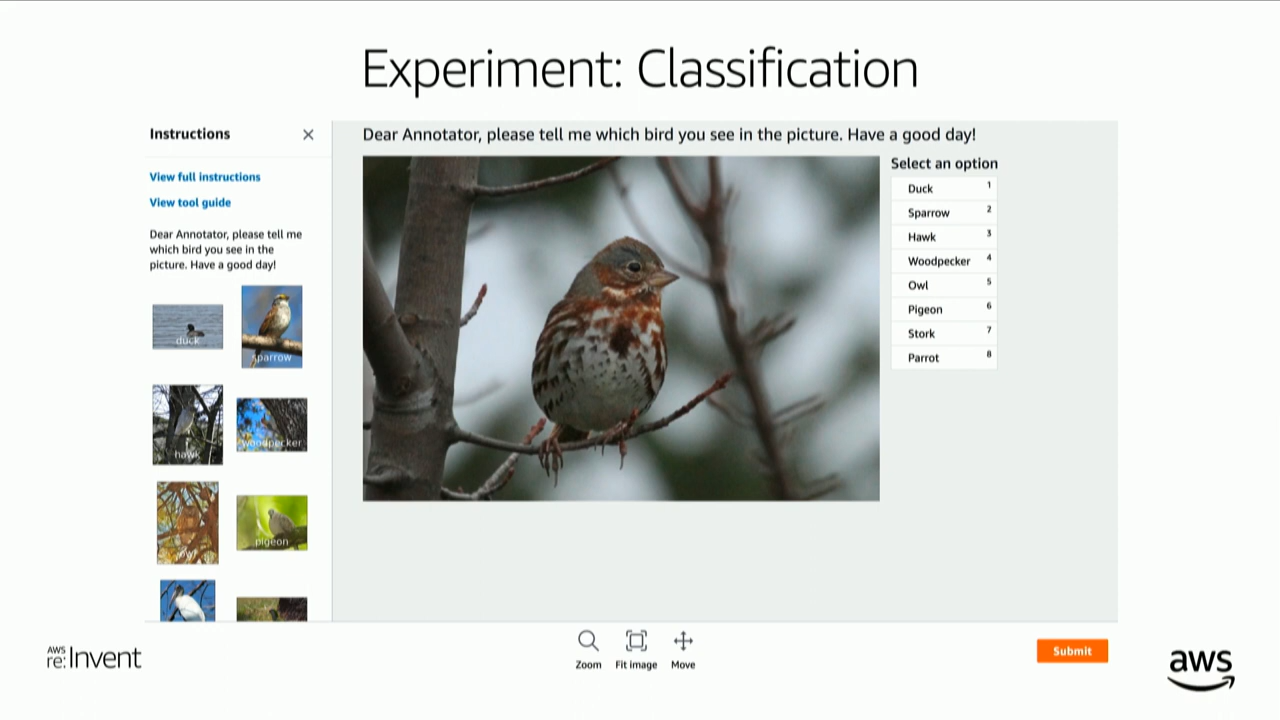 Experiment: Classification
Instructions ×
View full instructions
View tool guide
Dear Annotator, please tell me
which bird you see in the
picture. Have a good day!
duck
sparrow
hawk
woodpecker
owl
pigeon
Dear Annotator, please tell me which bird you see in the picture. Have a good day!
Select an option
Duck 1
Sparrow 2
Hawk 3
Woodpecker 4
Owl 5
Pigeon 6
Stork 7
Parrot 8
Zoom
Fit image
Move
Submit
AWS
re:Invent
aws